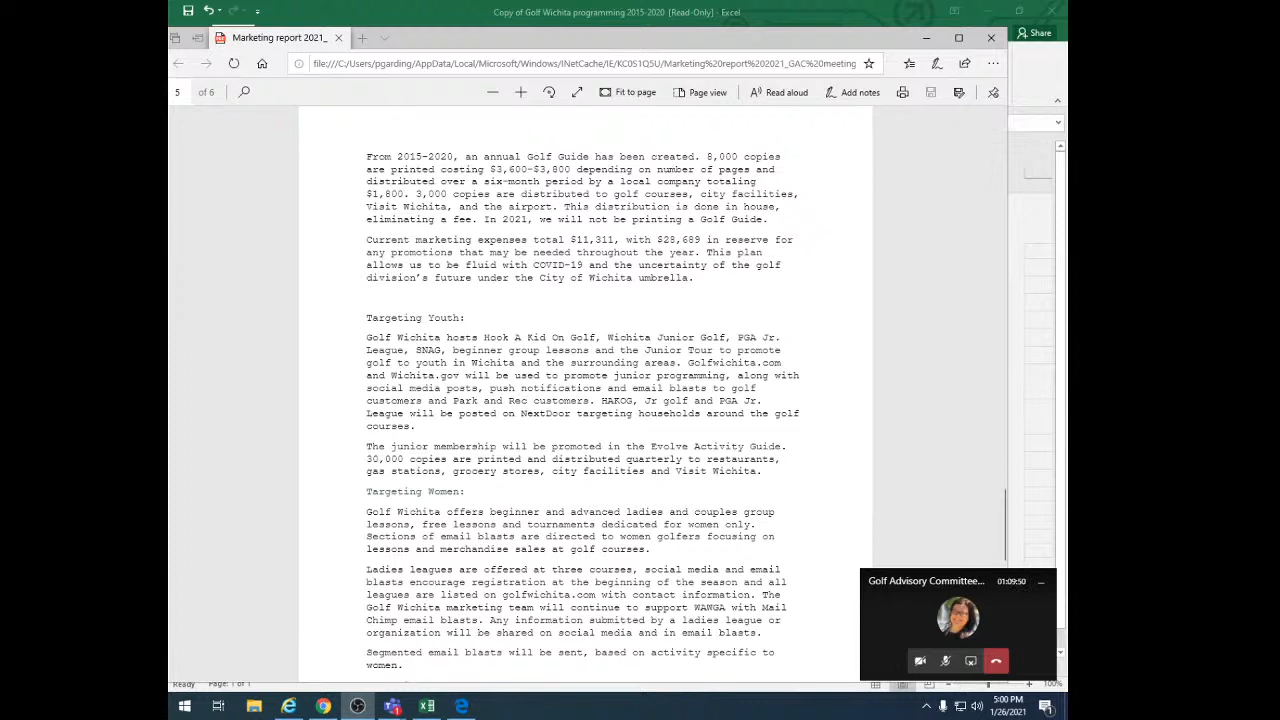 Copy of Golf Wichita programming 2015-2020 [Read-Only] - Excel
Share
Marketing report 2021_
file:///C:/Users/pgarding/AppData/Local/Microsoft/Windows/INetCache/IE/KC0S1Q5U/Marketing%20report%202021_GAC%20meeting
5 of 6
Fit to page
Page view
Read aloud
Add notes
From 2015-2020, an annual Golf Guide has been created. 8,000 copies
are printed costing $3,600-$3,800 depending on number of pages and
distributed over a six-month period by a local company totaling
$1,800. 3,000 copies are distributed to golf courses, city facilities,
Visit Wichita, and the airport. This distribution is done in house,
eliminating a fee. In 2021, we will not be printing a Golf Guide.
Current marketing expenses total $11,311, with $28,689 in reserve for
any promotions that may be needed throughout the year. This plan
allows us to be fluid with COVID-19 and the uncertainty of the golf
division's future under the City of Wichita umbrella.
Targeting Youth:
Golf Wichita hosts Hook A Kid On Golf, Wichita Junior Golf, PGA Jr.
League, SNAG, beginner group lessons and the Junior Tour to promote
golf to youth in Wichita and the surrounding areas. Golfwichita.com
and Wichita.gov will be used to promote junior programming, along with
social media posts, push notifications and email blasts to golf
customers and Park and Rec customers. HAKOG, Jr golf and PGA Jr.
League will be posted on NextDoor targeting households around the golf
courses.
The junior membership will be promoted in the Evolve Activity Guide.
30,000 copies are printed and distributed quarterly to restaurants,
gas stations, grocery stores, city facilities and Visit Wichita.
Targeting Women:
Golf Wichita offers beginner and advanced ladies and couples group
lessons, free lessons and tournaments dedicated for women only.
Sections of email blasts are directed to women golfers focusing on
lessons and merchandise sales at golf courses.
Ladies leagues are offered at three courses, social media and email
blasts encourage registration at the beginning of the season and all
leagues are listed on golfwichita.com with contact information. The
Golf Wichita marketing team will continue to support WAWGA with Mail
Chimp email blasts. Any information submitted by a ladies league or
organization will be shared on social media and in email blasts.
Segmented email blasts will be sent, based on activity specific to
women.
Golf Advisory Committee... 01:09:50
Ready Page: 1 of 1 100%
5:00 PM
1/26/2021